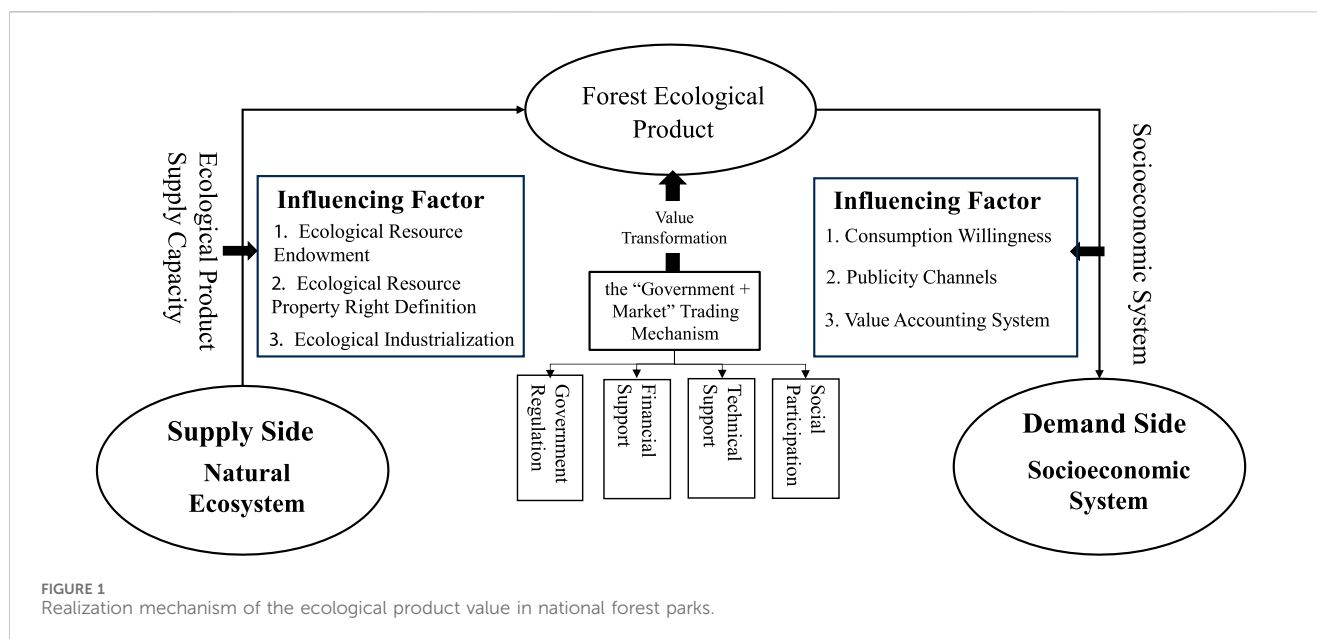 Forest Ecological
Product
Ecological Product
Supply Capacity
Influencing Factor
1. Ecological Resource
Endowment
2. Ecological Resource
Property Right Definition
3. Ecological Industrialization
Value
Transformation
the “Government +
Market” Trading
Mechanism
Government
Regulation
Financial
Support
Technical
Support
Social
Participation
Influencing Factor
1. Consumption Willingness
2. Publicity Channels
3. Value Accounting System
Socioeconomic System
Supply Side
Natural
Ecosystem
Demand Side
Socioeconomic
System
FIGURE 1
Realization mechanism of the ecological product value in national forest parks.